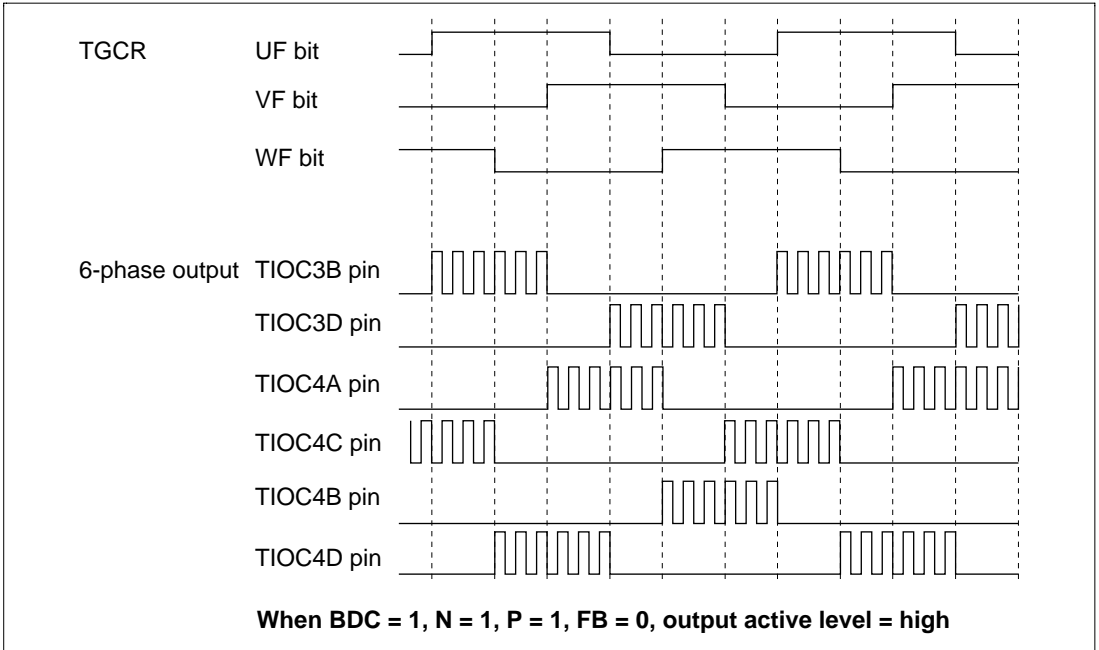 TGCR UF bit
VF bit
WF bit
6-phase output TIOC3B pin
TIOC3D pin
TIOC4A pin
TIOC4C pin
TIOC4B pin
TIOC4D pin
When BDC = 1, N = 1, P = 1, FB = 0, output active level = high